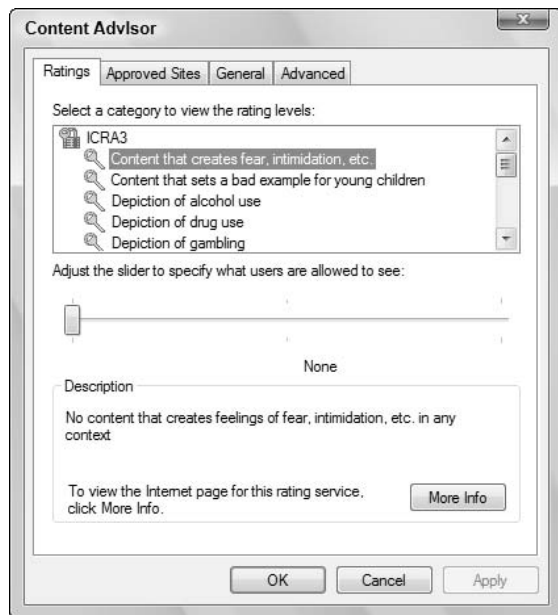 Content Advisor
Ratings Approved Sites General Advanced
Select a category to view the rating levels:
ICRA3
Content that creates fear, intimidation, etc.
Content that sets a bad example for young children
Depiction of alcohol use
Depiction of drug use
Depiction of gambling
Adjust the slider to specify what users are allowed to see:
None
Description
No content that creates feelings of fear, intimidation, etc. in any
context
To view the Internet page for this rating service,
click More Info.
More Info
OK Cancel Apply